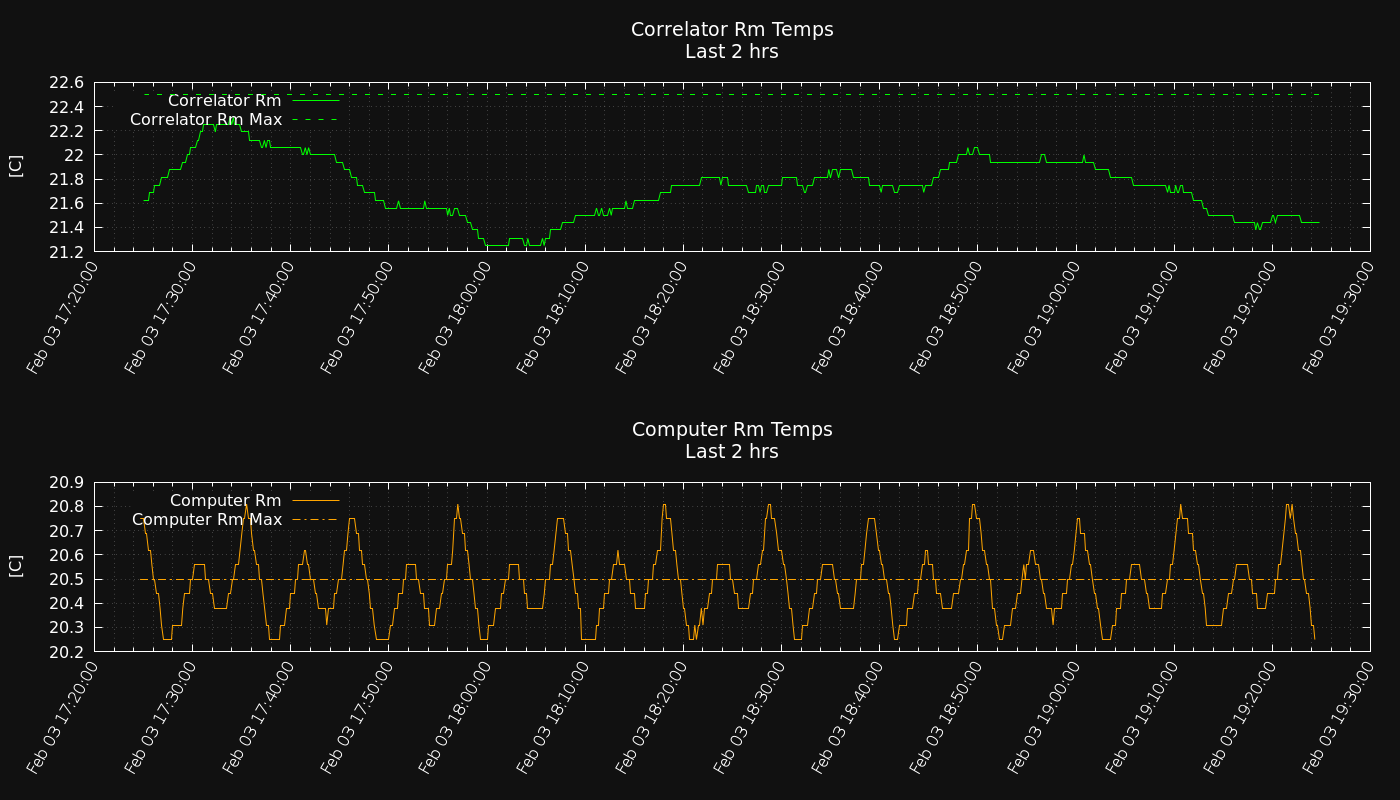 Correlator Rm Temps
Last 2 hrs
22.6
22.4
22.2
22
21.8
21.6
21.4
21.2
[C]
Correlator Rm
Correlator Rm Max
Feb 03 17:20:00
Feb 03 17:30:00
Feb 03 17:40:00
Feb 03 17:50:00
Feb 03 18:00:00
Feb 03 18:10:00
Feb 03 18:20:00
Feb 03 18:30:00
Feb 03 18:40:00
Feb 03 18:50:00
Feb 03 19:00:00
Feb 03 19:10:00
Feb 03 19:20:00
Feb 03 19:30:00
Computer Rm Temps
Last 2 hrs
20.9
20.8
20.7
20.6
20.5
20.4
20.3
20.2
[C]
Computer Rm
Computer Rm Max
Feb 03 17:20:00
Feb 03 17:30:00
Feb 03 17:40:00
Feb 03 17:50:00
Feb 03 18:00:00
Feb 03 18:10:00
Feb 03 18:20:00
Feb 03 18:30:00
Feb 03 18:40:00
Feb 03 18:50:00
Feb 03 19:00:00
Feb 03 19:10:00
Feb 03 19:20:00
Feb 03 19:30:00